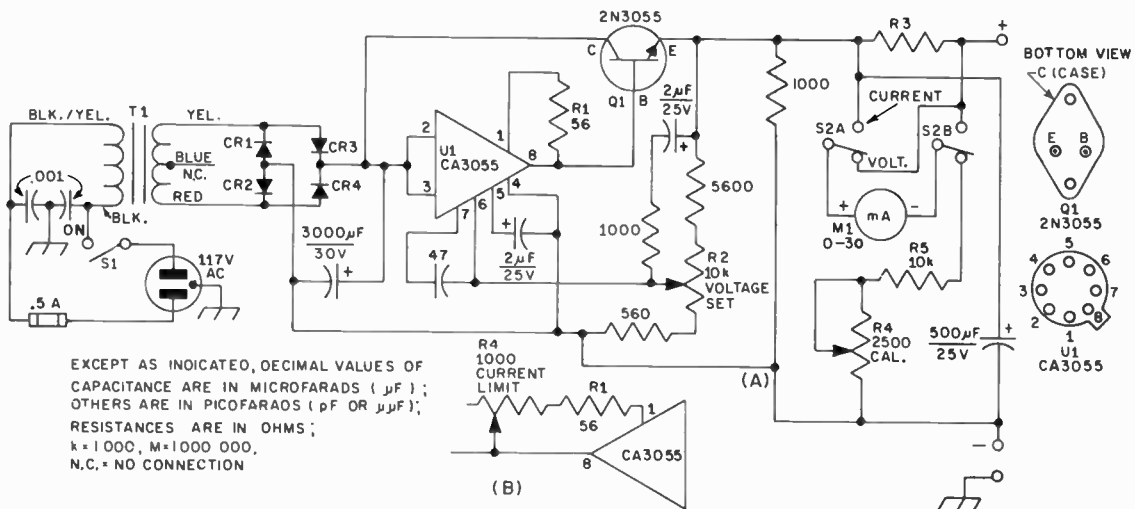 2N3055
C
E
Q1
B
R3
+
BOTTOM VIEW
C (CASE)
E
B
Q1
2N3055
1000
CURRENT
S2A
S2B
VOLT.
+
mA
-
M1
0-30
R5
10k
R4
2500
CAL.
500µF
25V
+
-
5
4
6
3
7
2
8
1
U1
CA3055
BLK./YEL.
T1
YEL.
BLUE
N.C.
RED
BLK.
.001
ON
S1
117V
AC
.5 A
CR1
CR2
CR3
CR4
3000µF
30V
+
2
3
U1
CA3055
1
8
7
6
5
4
R1
56
47
+
2µF
25V
2µF
25V
+
1000
5600
R2
10k
VOLTAGE
SET
560
(A)
EXCEPT AS INDICATED, DECIMAL VALUES OF
CAPACITANCE ARE IN MICROFARADS (µF);
OTHERS ARE IN PICOFARADS (pF OR µµF);
RESISTANCES ARE IN OHMS;
k=1000, M=1000 000,
N.C.= NO CONNECTION
R4
1000
CURRENT
LIMIT
R1
56
1
8
CA3055
(B)